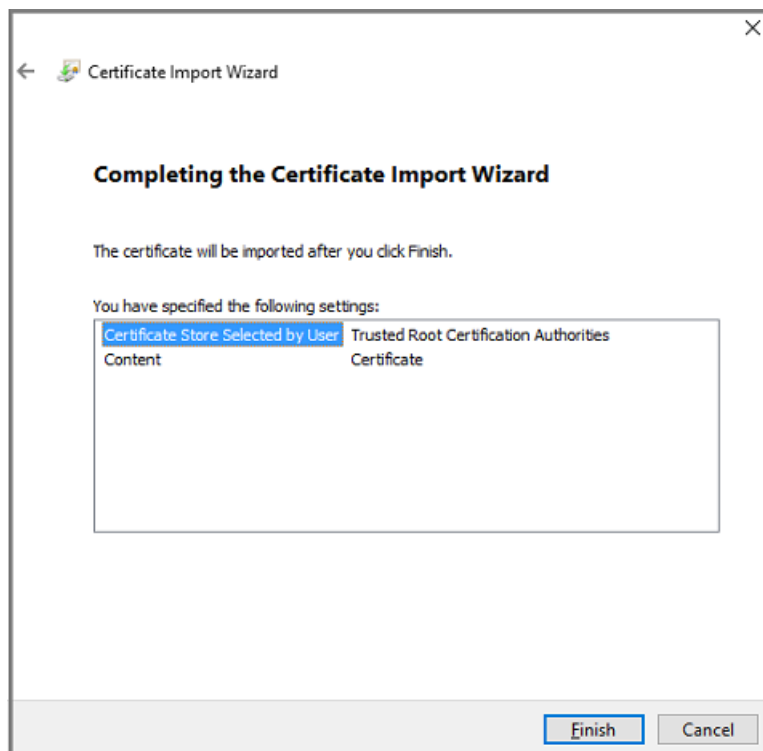 Certificate Import Wizard
Completing the Certificate Import Wizard
The certificate will be imported after you click Finish.
You have specified the following settings:
Certificate Store Selected by User Trusted Root Certification Authorities
Content Certificate
Finish Cancel